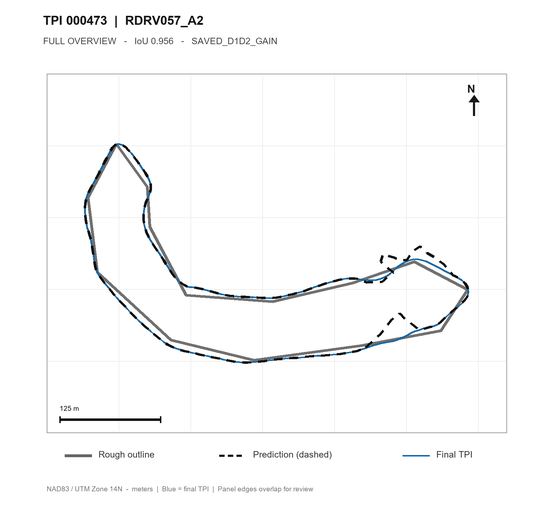 TPI 000473 | RDRV057_A2
FULL OVERVIEW - IoU 0.956 - SAVED_D1D2_GAIN
N
125 m
Rough outline
Prediction (dashed)
Final TPI
NAD83 / UTM Zone 14N - meters | Blue = final TPI | Panel edges overlap for review